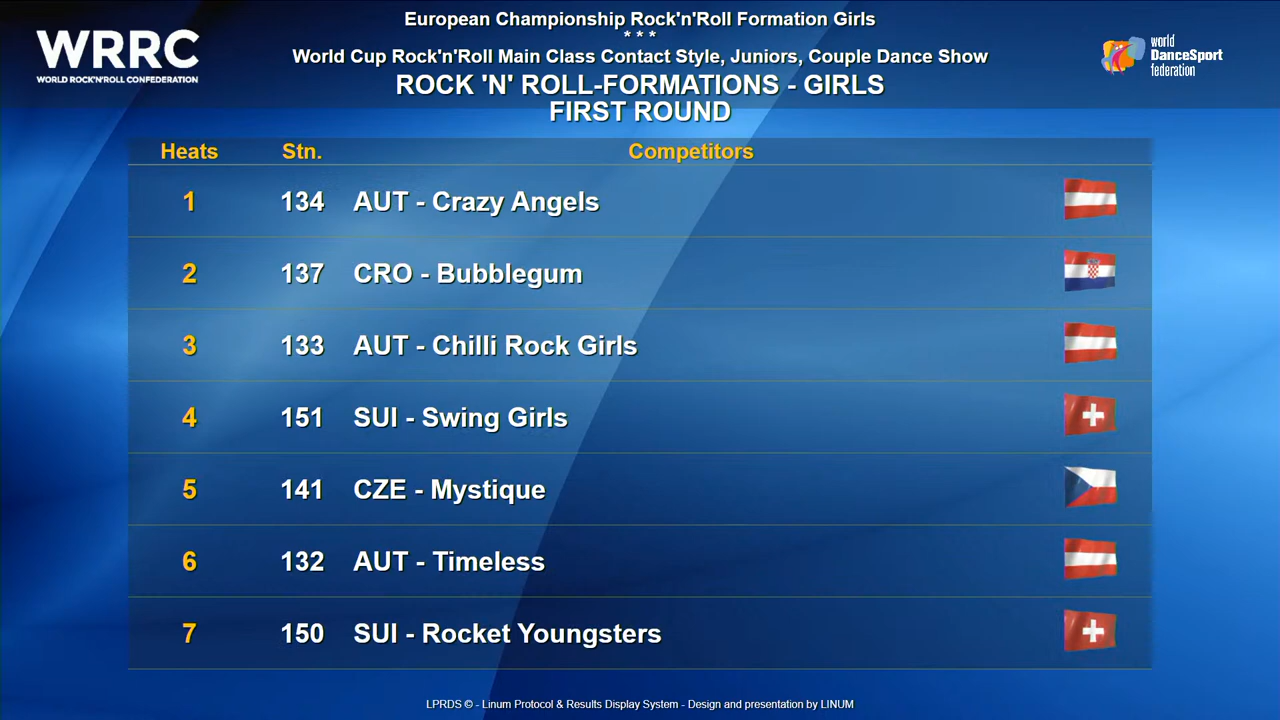 WRRC
WORLD ROCK'N'ROLL CONFEDERATION
European Championship Rock'n'Roll Formation Girls
* * *
World Cup Rock'n'Roll Main Class Contact Style, Juniors, Couple Dance Show
ROCK 'N' ROLL-FORMATIONS - GIRLS
FIRST ROUND
world
DanceSport
federation
Heats Stn. Competitors
1 134 AUT - Crazy Angels
2 137 CRO - Bubblegum
3 133 AUT - Chilli Rock Girls
4 151 SUI - Swing Girls
5 141 CZE - Mystique
6 132 AUT - Timeless
7 150 SUI - Rocket Youngsters
LPRDS © - Linum Protocol & Results Display System - Design and presentation by LINUM